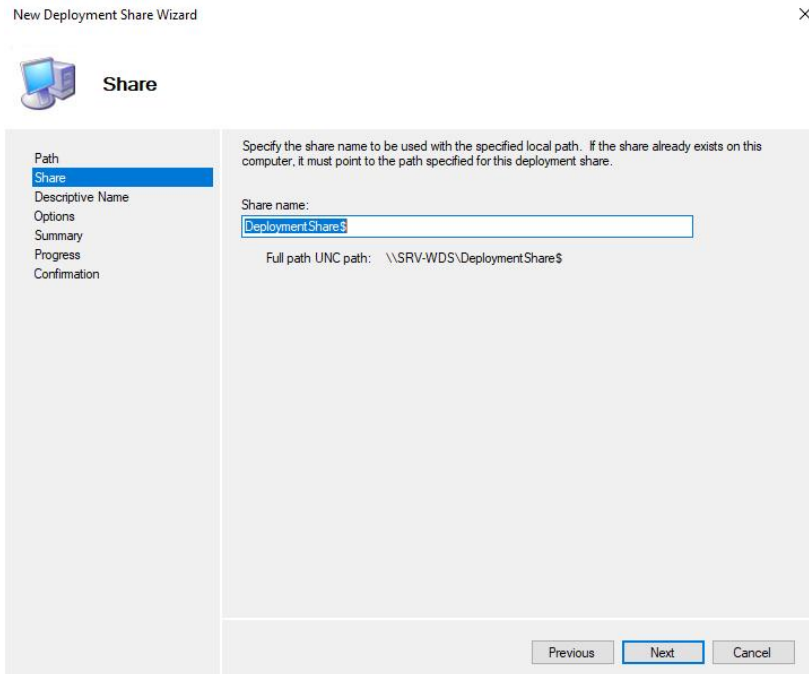 New Deployment Share Wizard
Share
Path
Share
Descriptive Name
Options
Summary
Progress
Confirmation
Specify the share name to be used with the specified local path. If the share already exists on this
computer, it must point to the path specified for this deployment share.
Share name:
DeploymentShare$
Full path UNC path: \\SRV-WDS\DeploymentShare$
Previous
Next
Cancel